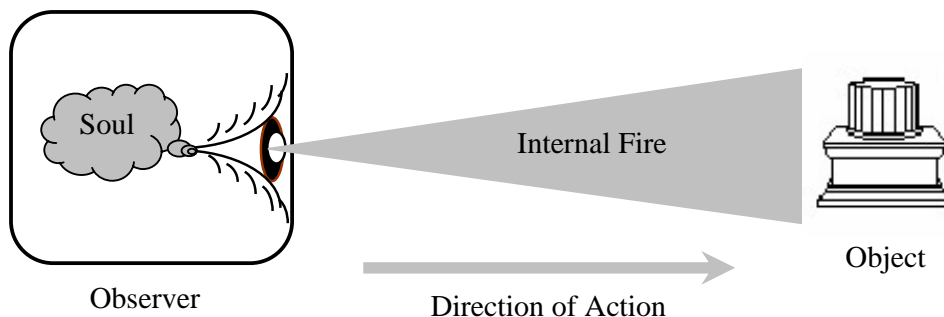 Soul
Internal Fire
Object
Observer
Direction of Action